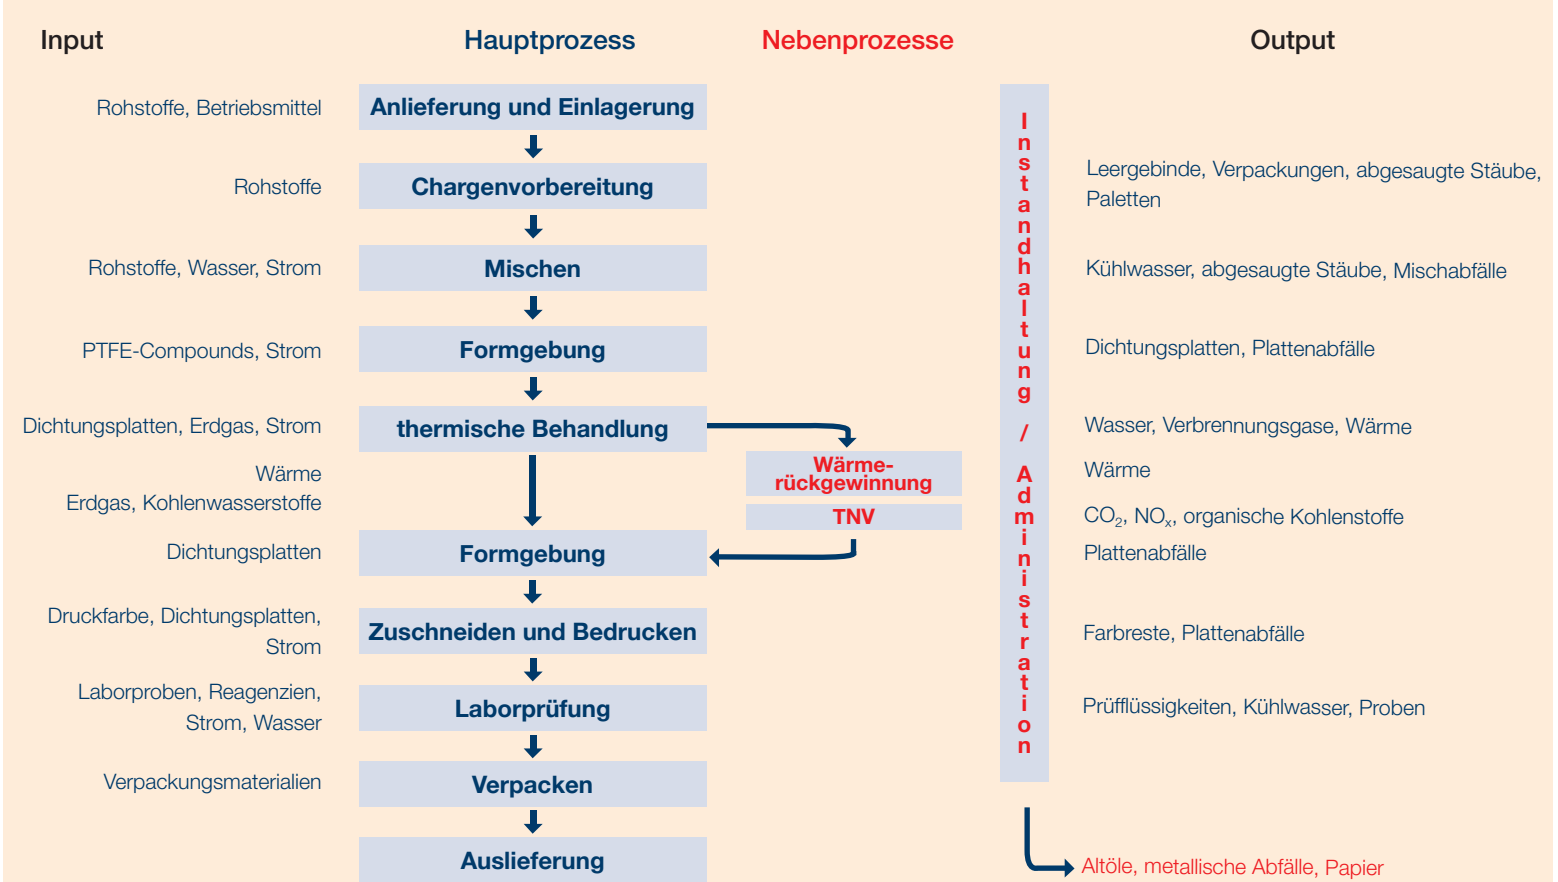 Input
Hauptprozess
Nebenprozesse
Output
Rohstoffe, Betriebsmittel
Anlieferung und Einlagerung
Rohstoffe
Chargenvorbereitung
Leergebinde, Verpackungen, abgesaugte Stäube,
Paletten
Rohstoffe, Wasser, Strom
Mischen
Kühlwasser, abgesaugte Stäube, Mischabfälle
PTFE-Compounds, Strom
Formgebung
Dichtungsplatten, Plattenabfälle
Dichtungsplatten, Erdgas, Strom
thermische Behandlung
Wasser, Verbrennungsgase, Wärme
Wärme
Wärme-
rückgewinnung
Wärme
Erdgas, Kohlenwasserstoffe
TNV
CO₂, NOₓ, organische Kohlenstoffe
Dichtungsplatten
Formgebung
Plattenabfälle
Druckfarbe, Dichtungsplatten,
Strom
Zuschneiden und Bedrucken
Farbreste, Plattenabfälle
Laborproben, Reagenzien,
Strom, Wasser
Laborprüfung
Prüfflüssigkeiten, Kühlwasser, Proben
Verpackungsmaterialien
Verpacken
Auslieferung
Instandhaltung / Administration
Altöle, metallische Abfälle, Papier